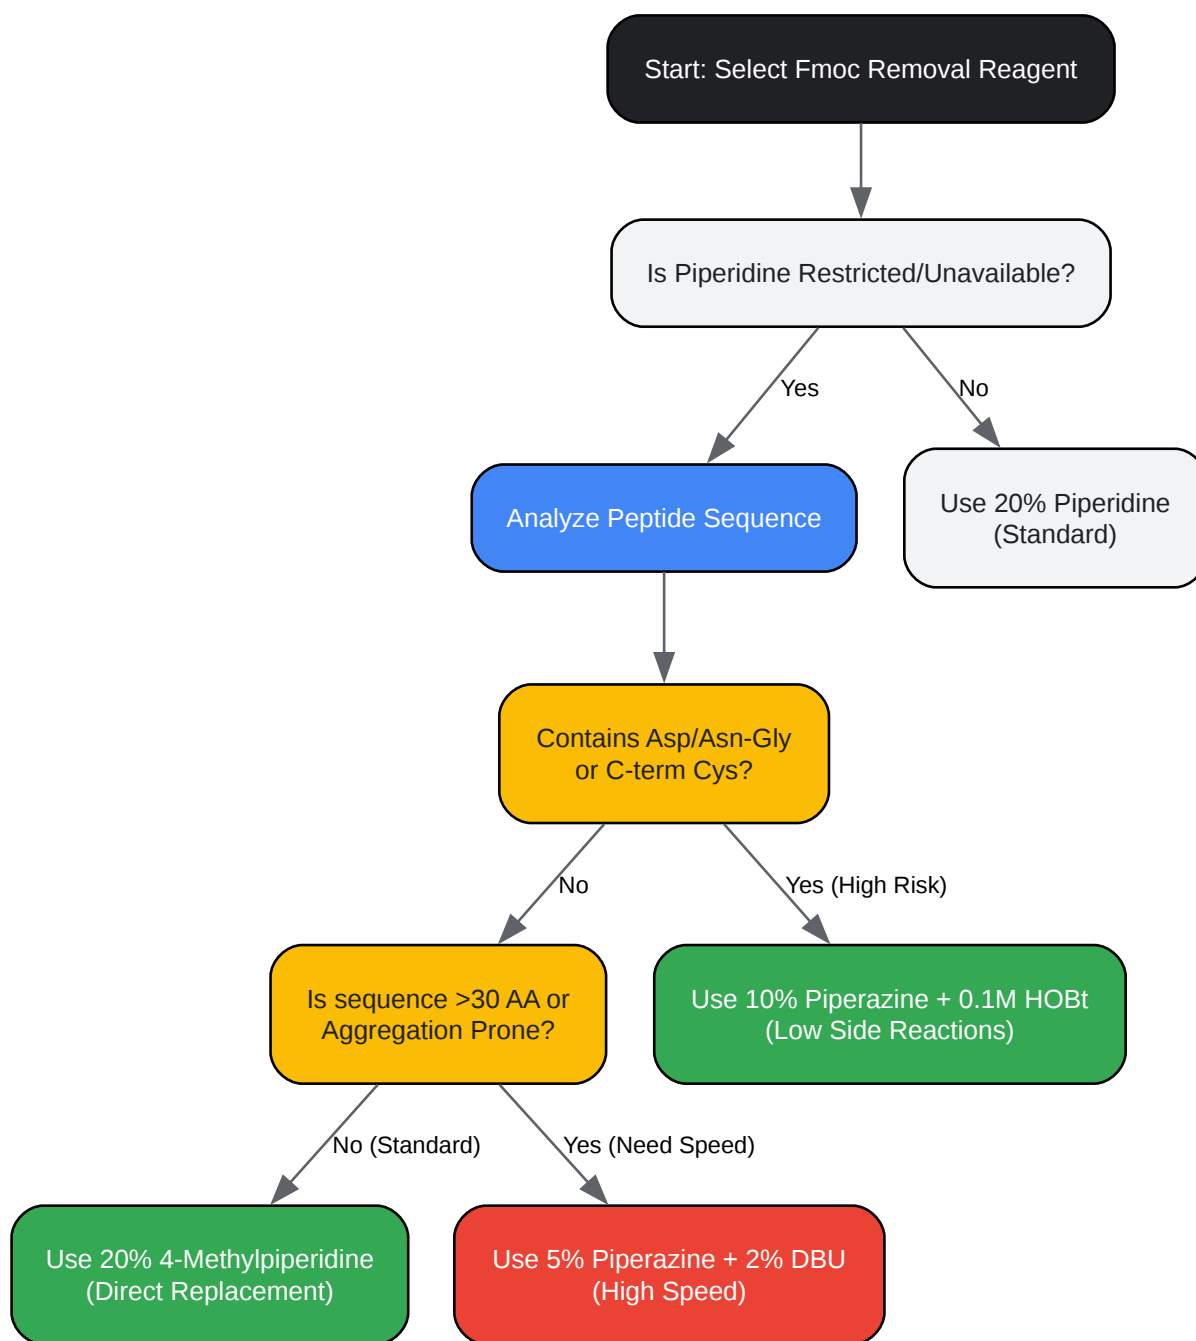 Start: Select Fmoc Removal Reagent
Is Piperidine Restricted/Unavailable?
Yes
No
Analyze Peptide Sequence
Use 20% Piperidine
(Standard)
Contains Asp/Asn-Gly
or C-term Cys?
No
Yes (High Risk)
Is sequence >30 AA or
Aggregation Prone?
Use 10% Piperazine + 0.1M HOBt
(Low Side Reactions)
No (Standard)
Yes (Need Speed)
Use 20% 4-Methylpiperidine
(Direct Replacement)
Use 5% Piperazine + 2% DBU
(High Speed)